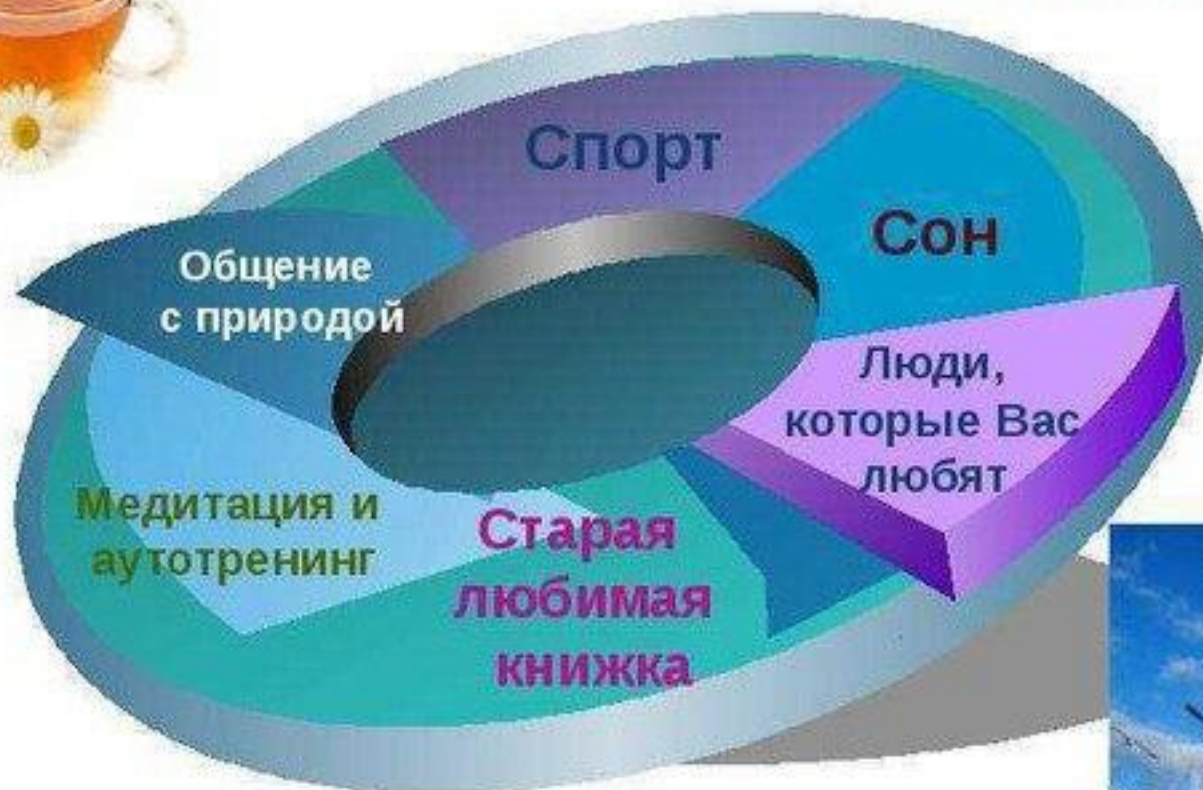 Спорт
Сон
Общение
с природой
Люди,
которые Вас
любят
Медитация и
аутотренинг
Старая
любимая
книжка